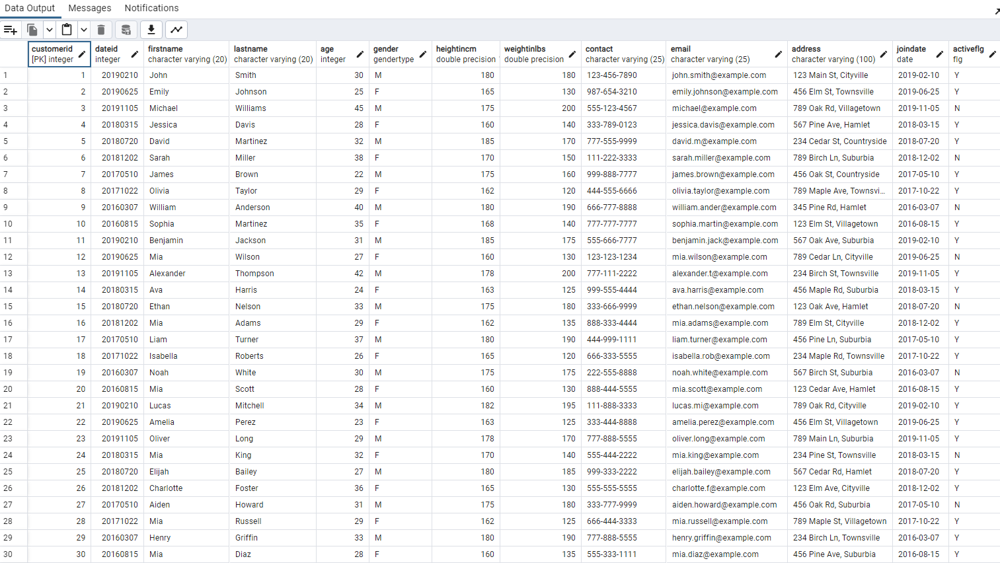 Data Output Messages Notifications
customerid dateid firstname lastname age gender heightincm weightinlbs contact email address joindate activeflg
[PK] integer integer character varying (20) character varying (20) integer gendertype double precision double precision character varying (25) character varying (25) character varying (100) date flg
1 1 20190210 John Smith 30 M 180 180 123-456-7890 john.smith@example.com 123 Main St, Cityville 2019-02-10 Y
2 2 20190625 Emily Johnson 25 F 165 130 987-654-3210 emily.johnson@example.com 456 Elm St, Townsville 2019-06-25 Y
3 3 20191105 Michael Williams 45 M 175 200 555-123-4567 michael@example.com 789 Oak Rd, Villagetown 2019-11-05 N
4 4 20180315 Jessica Davis 28 F 160 140 333-789-0123 jessica.davis@example.com 567 Pine Ave, Hamlet 2018-03-15 Y
5 5 20180720 David Martinez 32 M 185 170 777-555-9999 david.m@example.com 234 Cedar St, Countryside 2018-07-20 Y
6 6 20181202 Sarah Miller 38 F 170 150 111-222-3333 sarah.miller@example.com 789 Birch Ln, Suburbia 2018-12-02 N
7 7 20170510 James Brown 22 M 175 160 999-888-7777 james.brown@example.com 456 Oak St, Countryside 2017-05-10 Y
8 8 20171022 Olivia Taylor 29 F 162 120 444-555-6666 olivia.taylor@example.com 789 Maple Ave, Townsvi... 2017-10-22 Y
9 9 20160307 William Anderson 40 M 180 190 666-777-8888 william.ander@example.com 345 Pine Rd, Hamlet 2016-03-07 N
10 10 20160815 Sophia Martinez 35 F 168 140 777-777-7777 sophia.martin@example.com 123 Elm St, Villagetown 2016-08-15 Y
11 11 20190210 Benjamin Jackson 31 M 185 175 555-666-7777 benjamin.jack@example.com 567 Oak Ave, Suburbia 2019-02-10 Y
12 12 20190625 Mia Wilson 27 F 160 130 123-123-1234 mia.wilson@example.com 789 Cedar Ln, Cityville 2019-06-25 N
13 13 20191105 Alexander Thompson 42 M 178 200 777-111-2222 alexander.t@example.com 234 Birch St, Townsville 2019-11-05 Y
14 14 20180315 Ava Harris 24 F 163 125 999-555-4444 ava.harris@example.com 456 Maple Rd, Suburbia 2018-03-15 Y
15 15 20180720 Ethan Nelson 33 M 175 180 333-666-9999 ethan.nelson@example.com 123 Oak Ave, Hamlet 2018-07-20 N
16 16 20181202 Mia Adams 29 F 162 135 888-333-4444 mia.adams@example.com 789 Elm St, Cityville 2018-12-02 Y
17 17 20170510 Liam Turner 37 M 180 190 444-999-1111 liam.turner@example.com 456 Pine Ln, Suburbia 2017-05-10 Y
18 18 20171022 Isabella Roberts 26 F 165 120 666-333-5555 isabella.rob@example.com 234 Maple Rd, Townsville 2017-10-22 Y
19 19 20160307 Noah White 30 M 175 175 222-555-8888 noah.white@example.com 567 Birch St, Suburbia 2016-03-07 N
20 20 20160815 Mia Scott 28 F 160 130 888-444-5555 mia.scott@example.com 123 Cedar Ave, Hamlet 2016-08-15 Y
21 21 20190210 Lucas Mitchell 34 M 182 195 111-888-3333 lucas.mi@example.com 789 Oak Rd, Cityville 2019-02-10 Y
22 22 20190625 Amelia Perez 23 F 163 125 333-444-8888 amelia.perez@example.com 456 Elm St, Villagetown 2019-06-25 Y
23 23 20191105 Oliver Long 29 M 178 170 777-888-5555 oliver.long@example.com 789 Main Ln, Suburbia 2019-11-05 Y
24 24 20180315 Mia King 32 F 170 140 555-444-2222 mia.king@example.com 234 Pine St, Townsville 2018-03-15 N
25 25 20180720 Elijah Bailey 27 M 180 185 999-333-2222 elijah.bailey@example.com 567 Cedar Rd, Hamlet 2018-07-20 Y
26 26 20181202 Charlotte Foster 36 F 165 130 555-555-5555 charlotte.f@example.com 123 Elm Ave, Cityville 2018-12-02 Y
27 27 20170510 Aiden Howard 31 M 175 180 333-777-9999 aiden.howard@example.com 456 Oak Rd, Suburbia 2017-05-10 N
28 28 20171022 Mia Russell 29 F 162 125 666-444-3333 mia.russell@example.com 789 Maple St, Villagetown 2017-10-22 Y
29 29 20160307 Henry Griffin 33 M 180 190 777-888-5555 henry.griffin@example.com 234 Birch Ln, Townsville 2016-03-07 Y
30 30 20160815 Mia Diaz 28 F 160 135 555-333-1111 mia.diaz@example.com 456 Pine Ave, Suburbia 2016-08-15 Y